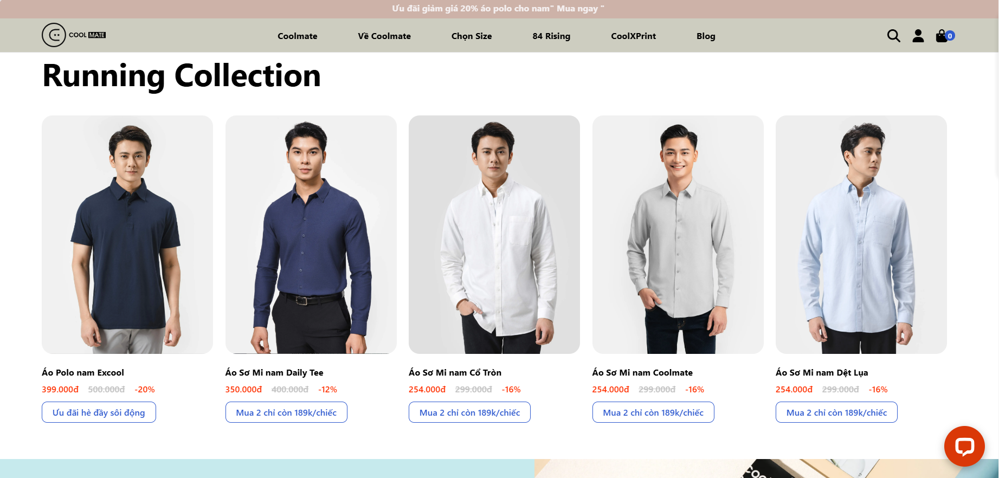 Ưu đãi giảm giá 20% áo polo cho nam" Mua ngay "
COOL MATE
Coolmate
Về Coolmate
Chọn Size
84 Rising
CoolXPrint
Blog
0
Running Collection
Áo Polo nam Excool
399.000đ 500.000đ -20%
Ưu đãi hè đầy sôi động
Áo Sơ Mi nam Daily Tee
350.000đ 400.000đ -12%
Mua 2 chỉ còn 189k/chiếc
Áo Sơ Mi nam Cổ Tròn
254.000đ 299.000đ -16%
Mua 2 chỉ còn 189k/chiếc
Áo Sơ Mi nam Coolmate
254.000đ 299.000đ -16%
Mua 2 chỉ còn 189k/chiếc
Áo Sơ Mi nam Dệt Lụa
254.000đ 299.000đ -16%
Mua 2 chỉ còn 189k/chiếc